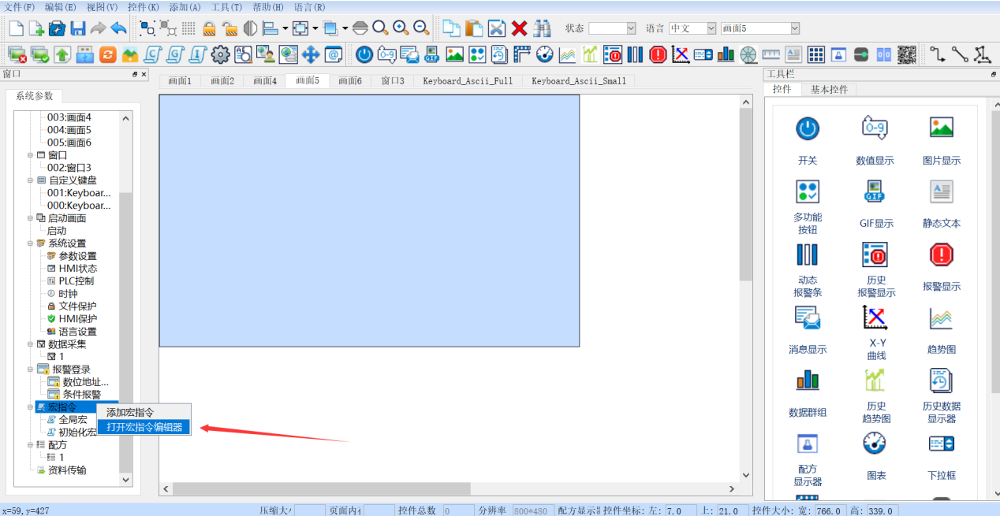 文件(F) 编辑(E) 视图(V) 控件(K) 添加(A) 工具(T) 帮助(H) 语言(R)
状态 语言 中文 画面5
窗口
系统参数
003:画面4
004:画面5
005:画面6
窗口
002:窗口3
自定义键盘
001:Keyboar...
000:Keyboar...
启动画面
启动
系统设置
参数设置
HMI状态
PLC控制
时钟
文件保护
HMI保护
语言设置
数据采集
1
报警登录
数位地址...
条件报警
宏指令
全局宏
初始化宏
配方
1
资料传输
添加宏指令
打开宏指令编辑器
画面1 画面2 画面4 画面5 画面6 窗口3 Keyboard_Ascii_Full Keyboard_Ascii_Small
工具栏
控件 基本控件
0-9
开关 数值显示 图片显示
GIF
多功能
按钮
GIF显示 静态文本
动态
报警条
历史
报警显示
报警显示
消息显示
X-Y
曲线
趋势图
数据群组
历史
趋势图
历史数据
显示器
配方
显示器
图表 下拉框
x=59,y=427 压缩大 页面内 控件总数 0 分辨率 800*480 配方显示 控件坐标: 左: 7.0 上: 21.0 控件大小: 宽: 766.0 高: 339.0